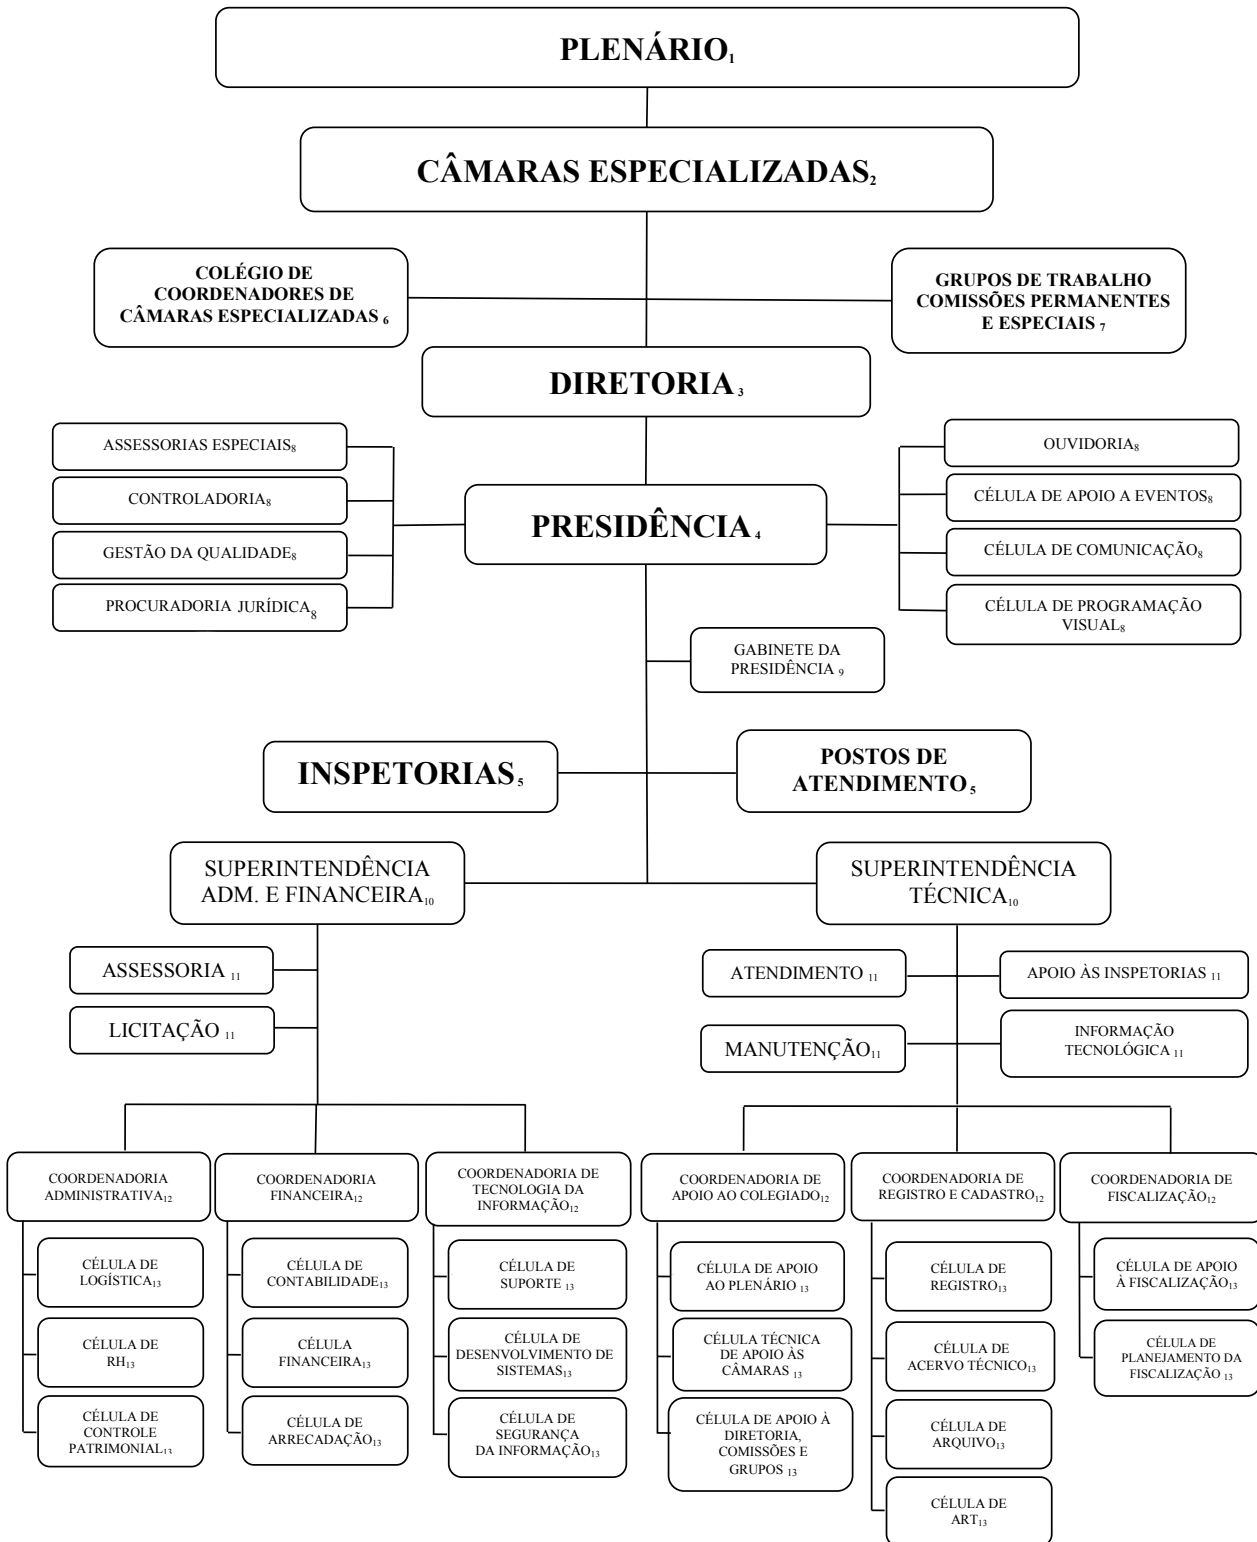 PLENÁRIO1
CÂMARAS ESPECIALIZADAS2
COLÉGIO DE
COORDENADORES DE
CÂMARAS ESPECIALIZADAS 6
GRUPOS DE TRABALHO
COMISSÕES PERMANENTES
E ESPECIAIS 7
DIRETORIA 3
ASSESSORIAS ESPECIAIS8
CONTROLADORIA8
GESTÃO DA QUALIDADE8
PROCURADORIA JURÍDICA8
PRESIDÊNCIA 4
OUVIDORIA8
CÉLULA DE APOIO A EVENTOS8
CÉLULA DE COMUNICAÇÃO8
CÉLULA DE PROGRAMAÇÃO
VISUAL8
GABINETE DA
PRESIDÊNCIA 9
INSPETORIAS 5
POSTOS DE
ATENDIMENTO 5
SUPERINTENDÊNCIA
ADM. E FINANCEIRA10
SUPERINTENDÊNCIA
TÉCNICA10
ASSESSORIA 11
LICITAÇÃO 11
ATENDIMENTO 11
APOIO ÀS INSPETORIAS 11
MANUTENÇÃO11
INFORMAÇÃO
TECNOLÓGICA 11
COORDENADORIA
ADMINISTRATIVA12
CÉLULA DE
LOGÍSTICA13
CÉLULA DE
RH13
CÉLULA DE
CONTROLE
PATRIMONIAL13
COORDENADORIA
FINANCEIRA12
CÉLULA DE
CONTABILIDADE13
CÉLULA
FINANCEIRA13
CÉLULA DE
ARRECADAÇÃO13
COORDENADORIA DE
TECNOLOGIA DA
INFORMAÇÃO12
CÉLULA DE
SUPORTE 13
CÉLULA DE
DESENVOLVIMENTO DE
SISTEMAS13
CÉLULA DE
SEGURANÇA
DA INFORMAÇÃO13
COORDENADORIA DE
APOIO AO COLEGIADO12
CÉLULA DE APOIO
AO PLENÁRIO 13
CÉLULA TÉCNICA
DE APOIO ÀS
CÂMARAS 13
CÉLULA DE APOIO À
DIRETORIA,
COMISSÕES E
GRUPOS 13
COORDENADORIA DE
REGISTRO E CADASTRO12
CÉLULA DE
REGISTRO13
CÉLULA DE
ACERVO TÉCNICO13
CÉLULA DE
ARQUIVO13
CÉLULA DE
ART13
COORDENADORIA
DE
FISCALIZAÇÃO12
CÉLULA DE APOIO
À FISCALIZAÇÃO13
CÉLULA DE
PLANEJAMENTO DA
FISCALIZAÇÃO 13